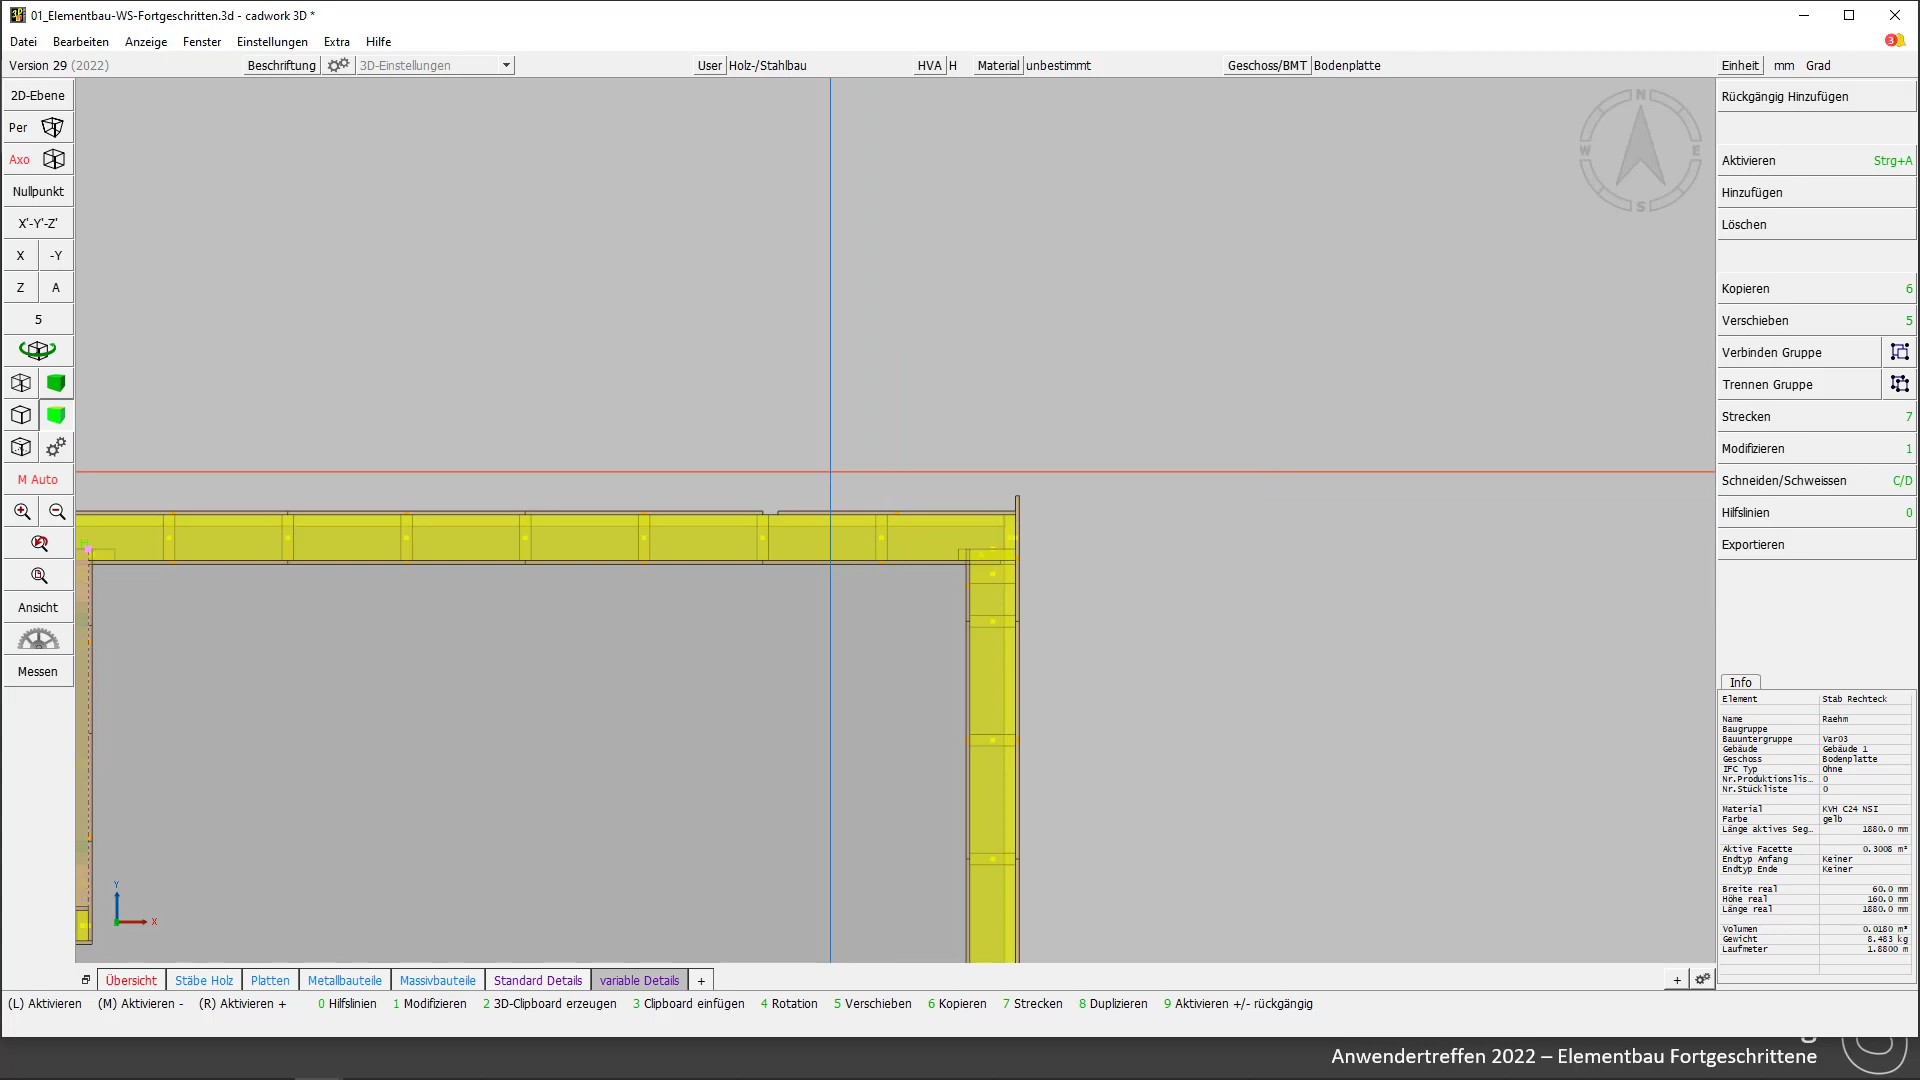 01_Elementbau-WS-Fortgeschritten.3d - cadwork 3D *
Datei Bearbeiten Anzeige Fenster Einstellungen Extra Hilfe
3
Version 29 (2022) Beschriftung 3D-Einstellungen User Holz-/Stahlbau HVA H Material unbestimmt Geschoss/BMT Bodenplatte Einheit mm Grad
2D-Ebene
Per
Axo
Nullpunkt
X'-Y'-Z'
X -Y
Z A
5
M Auto
Ansicht
Messen
N
W E
S
Y
X
Rückgängig Hinzufügen
Aktivieren Strg+A
Hinzufügen
Löschen
Kopieren 6
Verschieben 5
Verbinden Gruppe
Trennen Gruppe
Strecken 7
Modifizieren 1
Schneiden/Schweissen C/D
Hilfslinien 0
Exportieren
Info
Element Stab Rechteck
Name Raehm
Baugruppe
Bauuntergruppe Var03
Gebäude Gebäude 1
Geschoss Bodenplatte
IFC Typ Ohne
Nr.Produktionslis... 0
Nr.Stückliste 0
Material KVH C24 NSI
Farbe gelb
Länge aktives Seg... 1880.0 mm
Aktive Facette 0.3008 m²
Endtyp Anfang Keiner
Endtyp Ende Keiner
Breite real 60.0 mm
Höhe real 160.0 mm
Länge real 1880.0 mm
Volumen 0.0180 m³
Gewicht 8.483 kg
Laufmeter 1.8800 m
Übersicht Stäbe Holz Platten Metallbauteile Massivbauteile Standard Details variable Details + +
(L) Aktivieren (M) Aktivieren - (R) Aktivieren + 0 Hilfslinien 1 Modifizieren 2 3D-Clipboard erzeugen 3 Clipboard einfügen 4 Rotation 5 Verschieben 6 Kopieren 7 Strecken 8 Duplizieren 9 Aktivieren +/- rückgängig
Anwendertreffen 2022 – Elementbau Fortgeschrittene